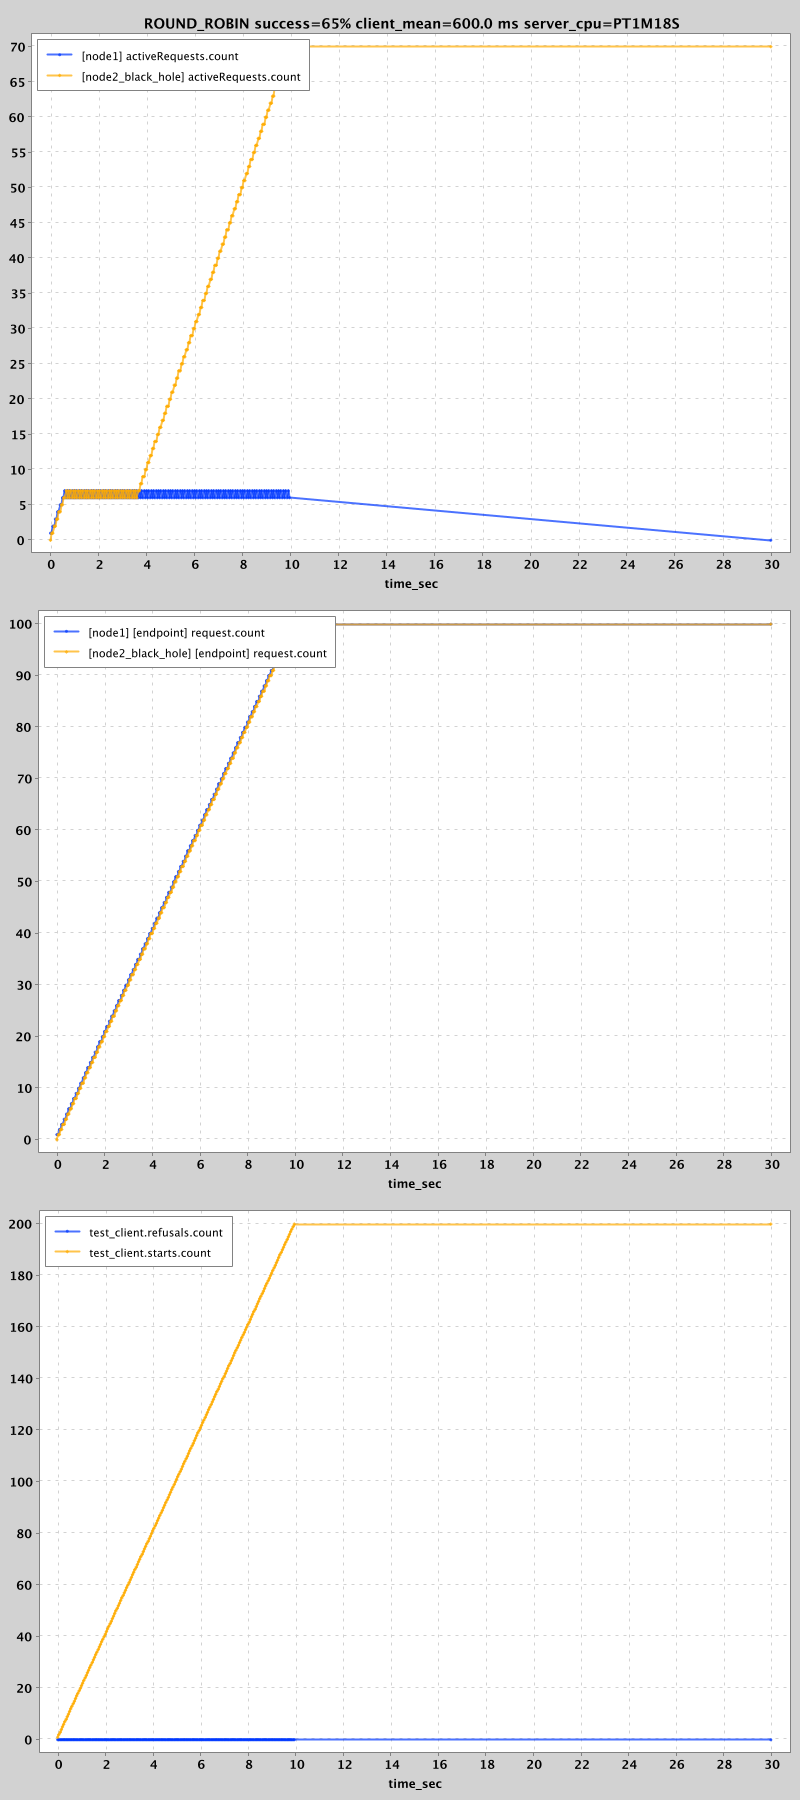 ROUND_ROBIN success=65% client_mean=600.0 ms server_cpu=PT1M18S
[node1] activeRequests.count
[node2_black_hole] activeRequests.count
70
65
60
55
50
45
40
35
30
25
20
15
10
5
0
0 2 4 6 8 10 12 14 16 18 20 22 24 26 28 30
time_sec
[node1] [endpoint] request.count
[node2_black_hole] [endpoint] request.count
100
90
80
70
60
50
40
30
20
10
0
0 2 4 6 8 10 12 14 16 18 20 22 24 26 28 30
time_sec
test_client.refusals.count
test_client.starts.count
200
180
160
140
120
100
80
60
40
20
0
0 2 4 6 8 10 12 14 16 18 20 22 24 26 28 30
time_sec